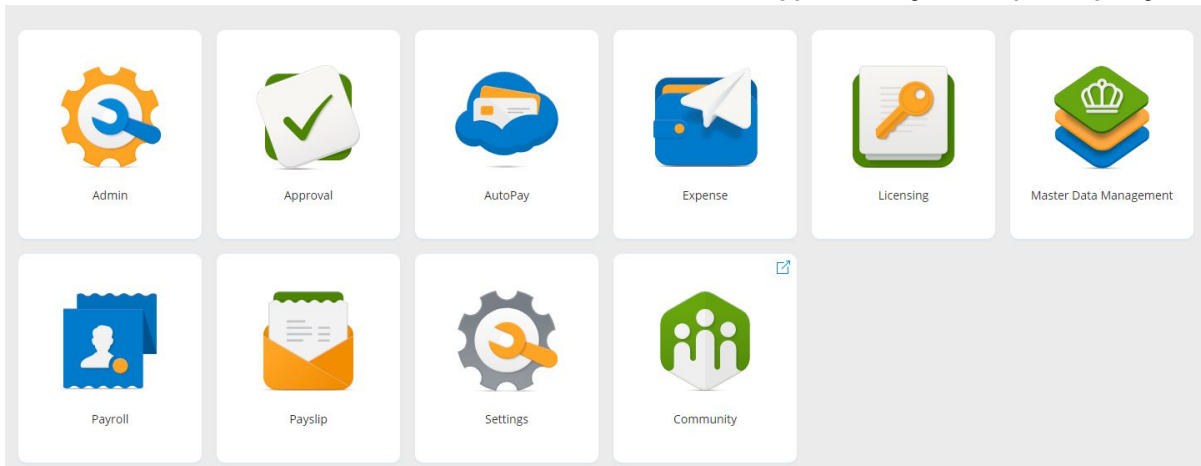 Admin
Approval
AutoPay
Expense
Licensing
Master Data Management
Payroll
Payslip
Settings
Community